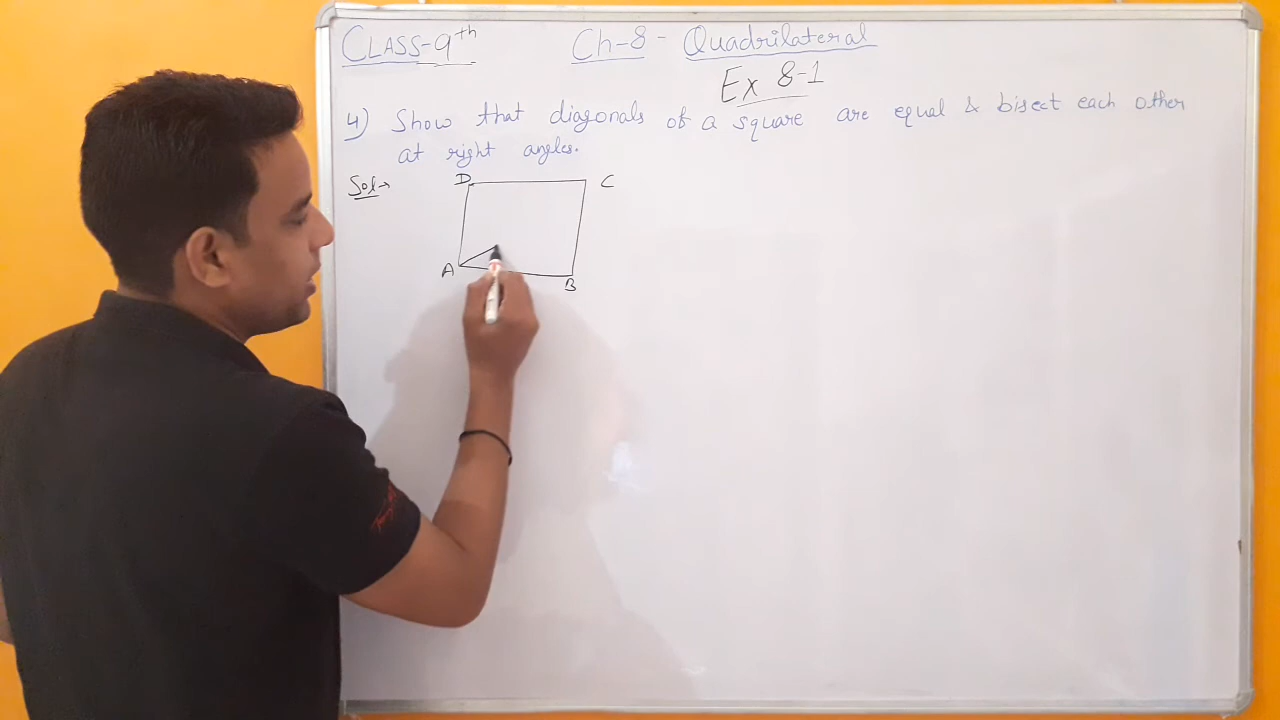 CLASS-9th Ch-8- Quadrilateral
Ex 8-1
4) Show that diagonals of a square are equal & bisect each other
at right angles.
Sol→
D C
A B